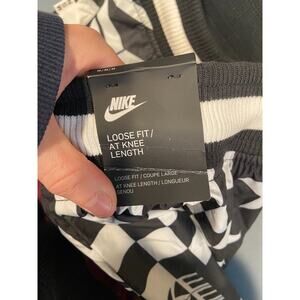 NIKE
LOOSE FIT /
AT KNEE
LENGTH
LOOSE FIT / COUPE LARGE
AT KNEE LENGTH / LONGUEUR
GENOU